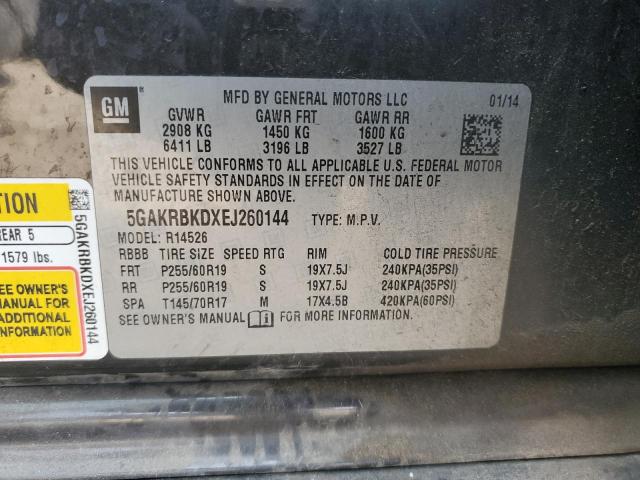 GM
MFD BY GENERAL MOTORS LLC 01/14
GVWR GAWR FRT GAWR RR
2908 KG 1450 KG 1600 KG
6411 LB 3196 LB 3527 LB
THIS VEHICLE CONFORMS TO ALL APPLICABLE U.S. FEDERAL MOTOR
VEHICLE SAFETY STANDARDS IN EFFECT ON THE DATE OF
MANUFACTURE SHOWN ABOVE.
5GAKRBKDXEJ260144 TYPE: M.P.V.
MODEL: R14526
RBBB TIRE SIZE SPEED RTG RIM COLD TIRE PRESSURE
FRT P255/60R19 S 19X7.5J 240KPA(35PSI)
RR P255/60R19 S 19X7.5J 240KPA(35PSI)
SPA T145/70R17 M 17X4.5B 420KPA(60PSI)
SEE OWNER'S MANUAL FOR MORE INFORMATION.
TION
REAR 5
1579 lbs.
SEE OWNER'S
MANUAL FOR
ADDITIONAL
INFORMATION
5GAKRBKDXEJ260144